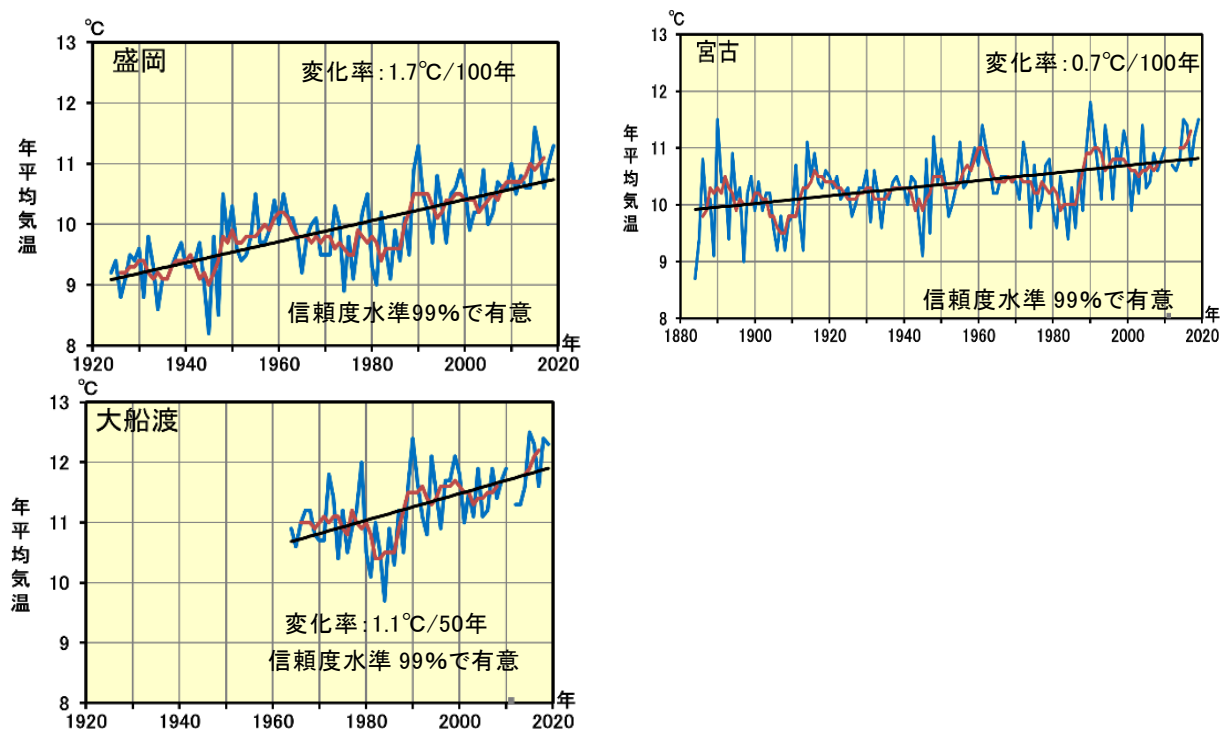 ℃
13
12
11
10
9
8
盛岡
変化率：1.7℃/100年
信頼度水準99%で有意
年平均気温
1920 1940 1960 1980 2000 2020
年
℃
13
12
11
10
9
8
宮古
変化率：0.7℃/100年
信頼度水準 99%で有意
年平均気温
1880 1900 1920 1940 1960 1980 2000 2020
年
℃
13
12
11
10
9
8
大船渡
変化率：1.1℃/50年
信頼度水準 99%で有意
年平均気温
1920 1940 1960 1980 2000 2020
年